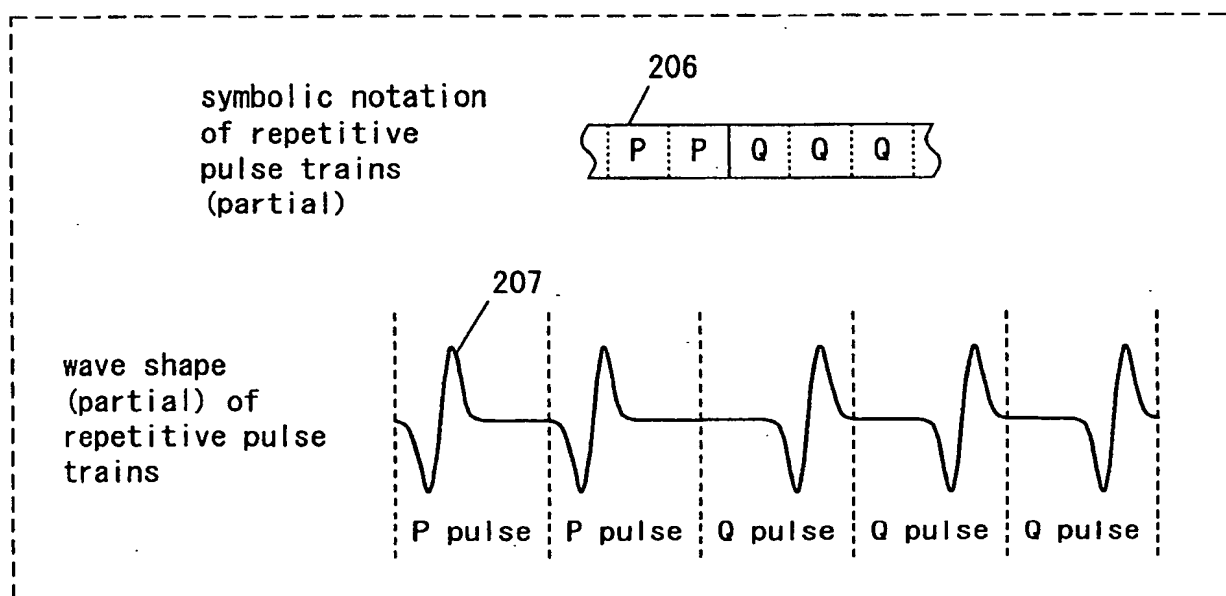 206
symbolic notation
of repetitive
pulse trains
(partial)
P P Q Q Q
207
wave shape
(partial) of
repetitive pulse
trains
P pulse P pulse Q pulse Q pulse Q pulse